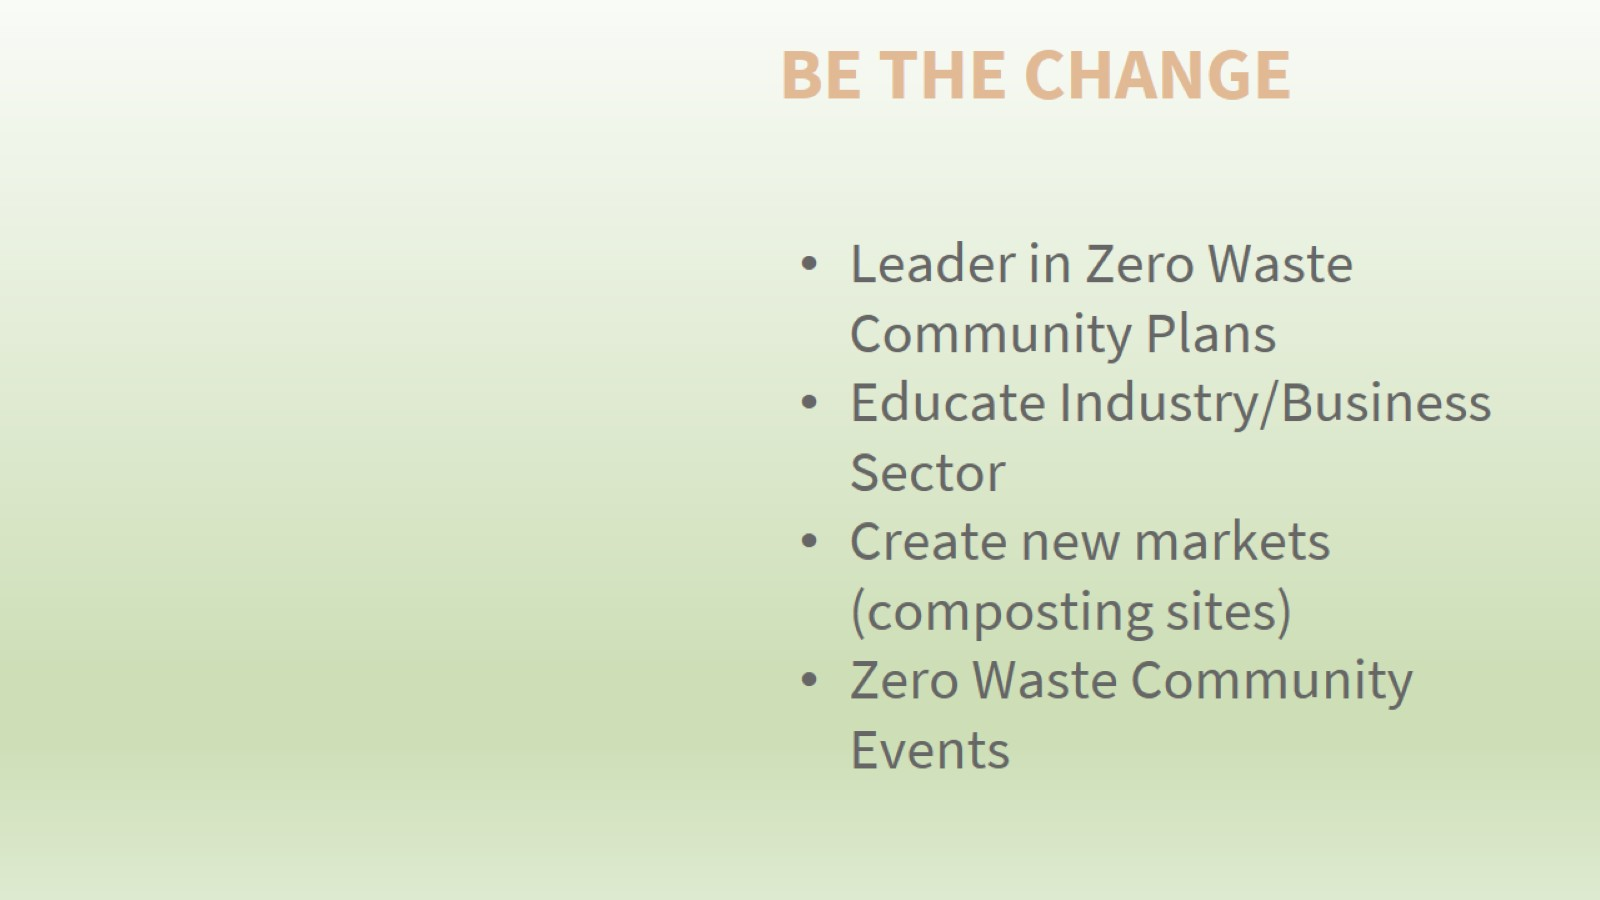 BE THE CHANGE
• Leader in Zero Waste
Community Plans
• Educate Industry/Business
Sector
• Create new markets
(composting sites)
• Zero Waste Community
Events